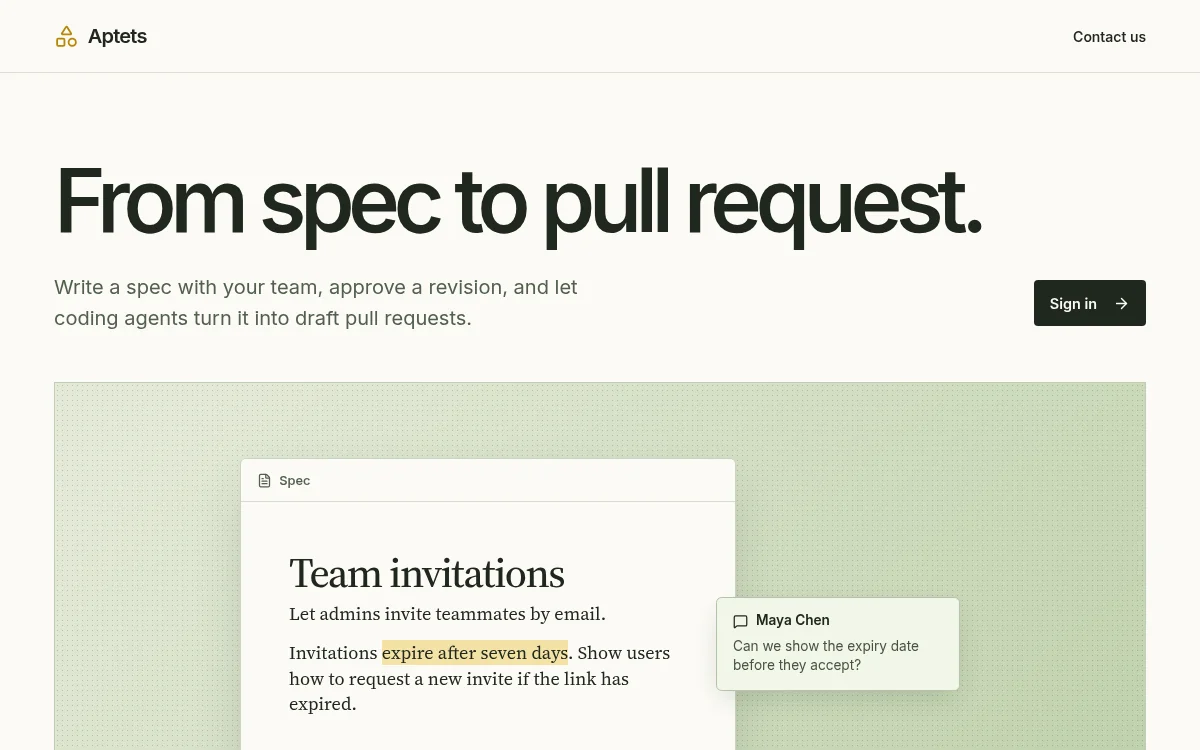 Aptets
Contact us
From spec to pull request.
Write a spec with your team, approve a revision, and let
coding agents turn it into draft pull requests.
Sign in
Spec
Team invitations
Let admins invite teammates by email.
Invitations expire after seven days. Show users
how to request a new invite if the link has
expired.
Maya Chen
Can we show the expiry date
before they accept?